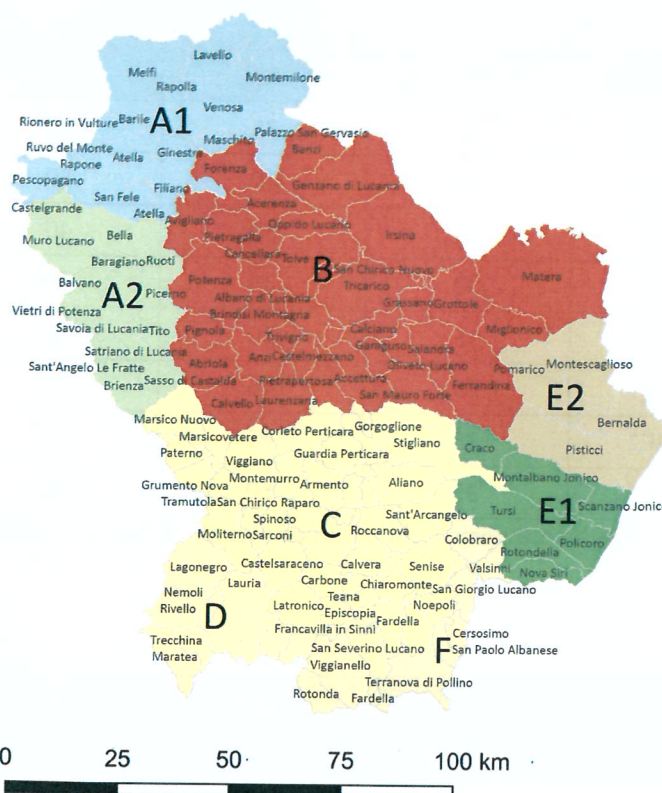 Lavello
Melfi
Montemilone
Rapolla
Venosa
Rionero in Vulture Barile A1
Palazzo San Gervasio
Maschito
Banzi
Ruvo del Monte
Ginestra
Atella
Rapone
Forenza
Pescopagano
Filiano
Genzano di Lucania
San Fele
Castelgrande
Acerenza
Atella
Avigliano
Oppido Lucano
Bella
Irsina
Muro Lucano
Pietragalla
Cancellara Tolve
Baragiano Ruoti
B
San Chirico Nuovo
Matera
Balvano
Potenza
Tricarico
A2 Picerno
Albano di Lucania
Grassano Grottole
Vietri di Potenza
Brindisi Montagna
Savoia di Lucania Tito
Pignola
Trivigno
Calciano
Miglionico
Garaguso Salandra
Satriano di Lucania
Anzi Castelmezzano
Sant'Angelo Le Fratte
Abriola
Oliveto Lucano
Pomarico
Montescaglioso
Brienza
Sasso di Castalda
Pietrapertosa Accettura
Ferrandina
E2
San Mauro Forte
Calvello Laurenzana
Marsico Nuovo
Bernalda
Marsicovetere
Corleto Perticara
Gorgoglione
Stigliano
Craco
Pisticci
Paterno
Guardia Perticara
Viggiano
Montemurro
Armento
Aliano
Montalbano Jonico
Grumento Nova
Tramutola San Chirico Raparo
Tursi
E1
Scanzano Jonico
Spinoso
C
Sant'Arcangelo
Moliterno Sarconi
Roccanova
Colobraro
Policoro
Rotondella
Lagonegro
Castelsaraceno
Calvera
Senise
Valsinni
Nova Siri
Lauria
Carbone
Chiaromonte
San Giorgio Lucano
Nemoli
Teana
Rivello
D
Latronico
Episcopia
Noepoli
Fardella
Francavilla in Sinni
Trecchina
Cersosimo
San Severino Lucano
F
San Paolo Albanese
Maratea
Viggianello
Terranova di Pollino
Rotonda
Fardella
0 25 50 75 100 km